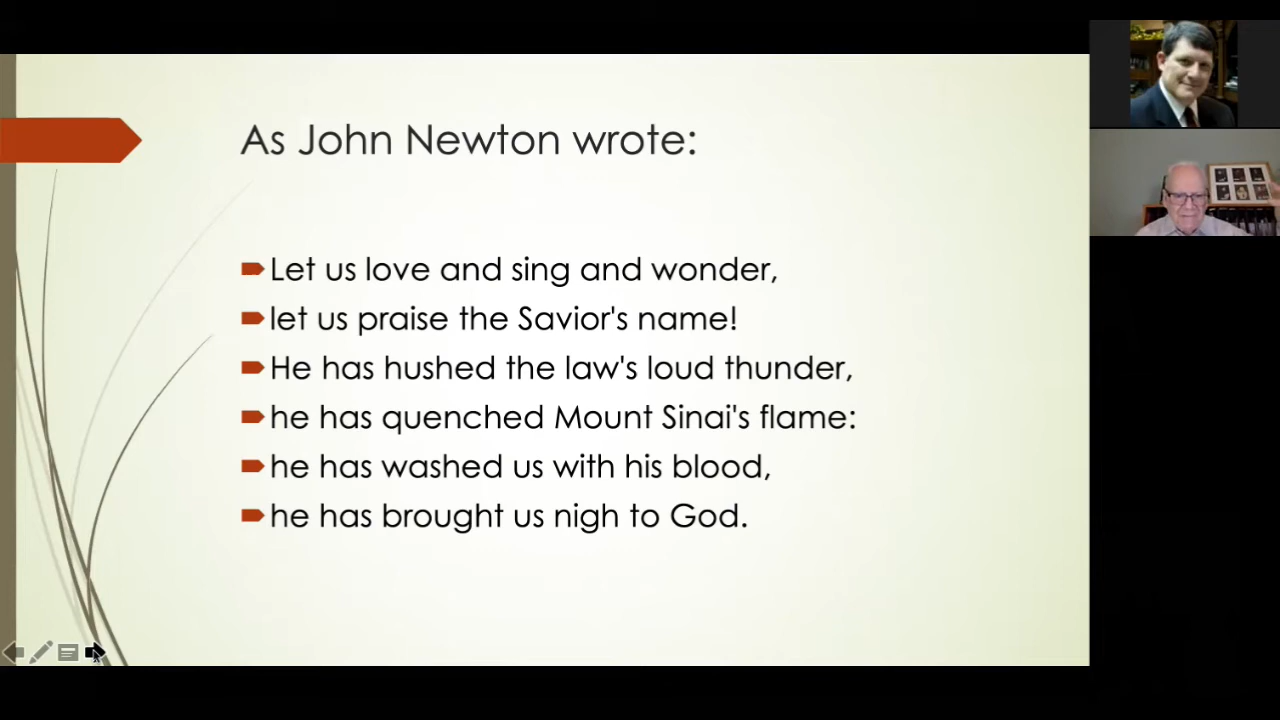 As John Newton wrote:
Let us love and sing and wonder,
let us praise the Savior's name!
He has hushed the law's loud thunder,
he has quenched Mount Sinai's flame:
he has washed us with his blood,
he has brought us nigh to God.